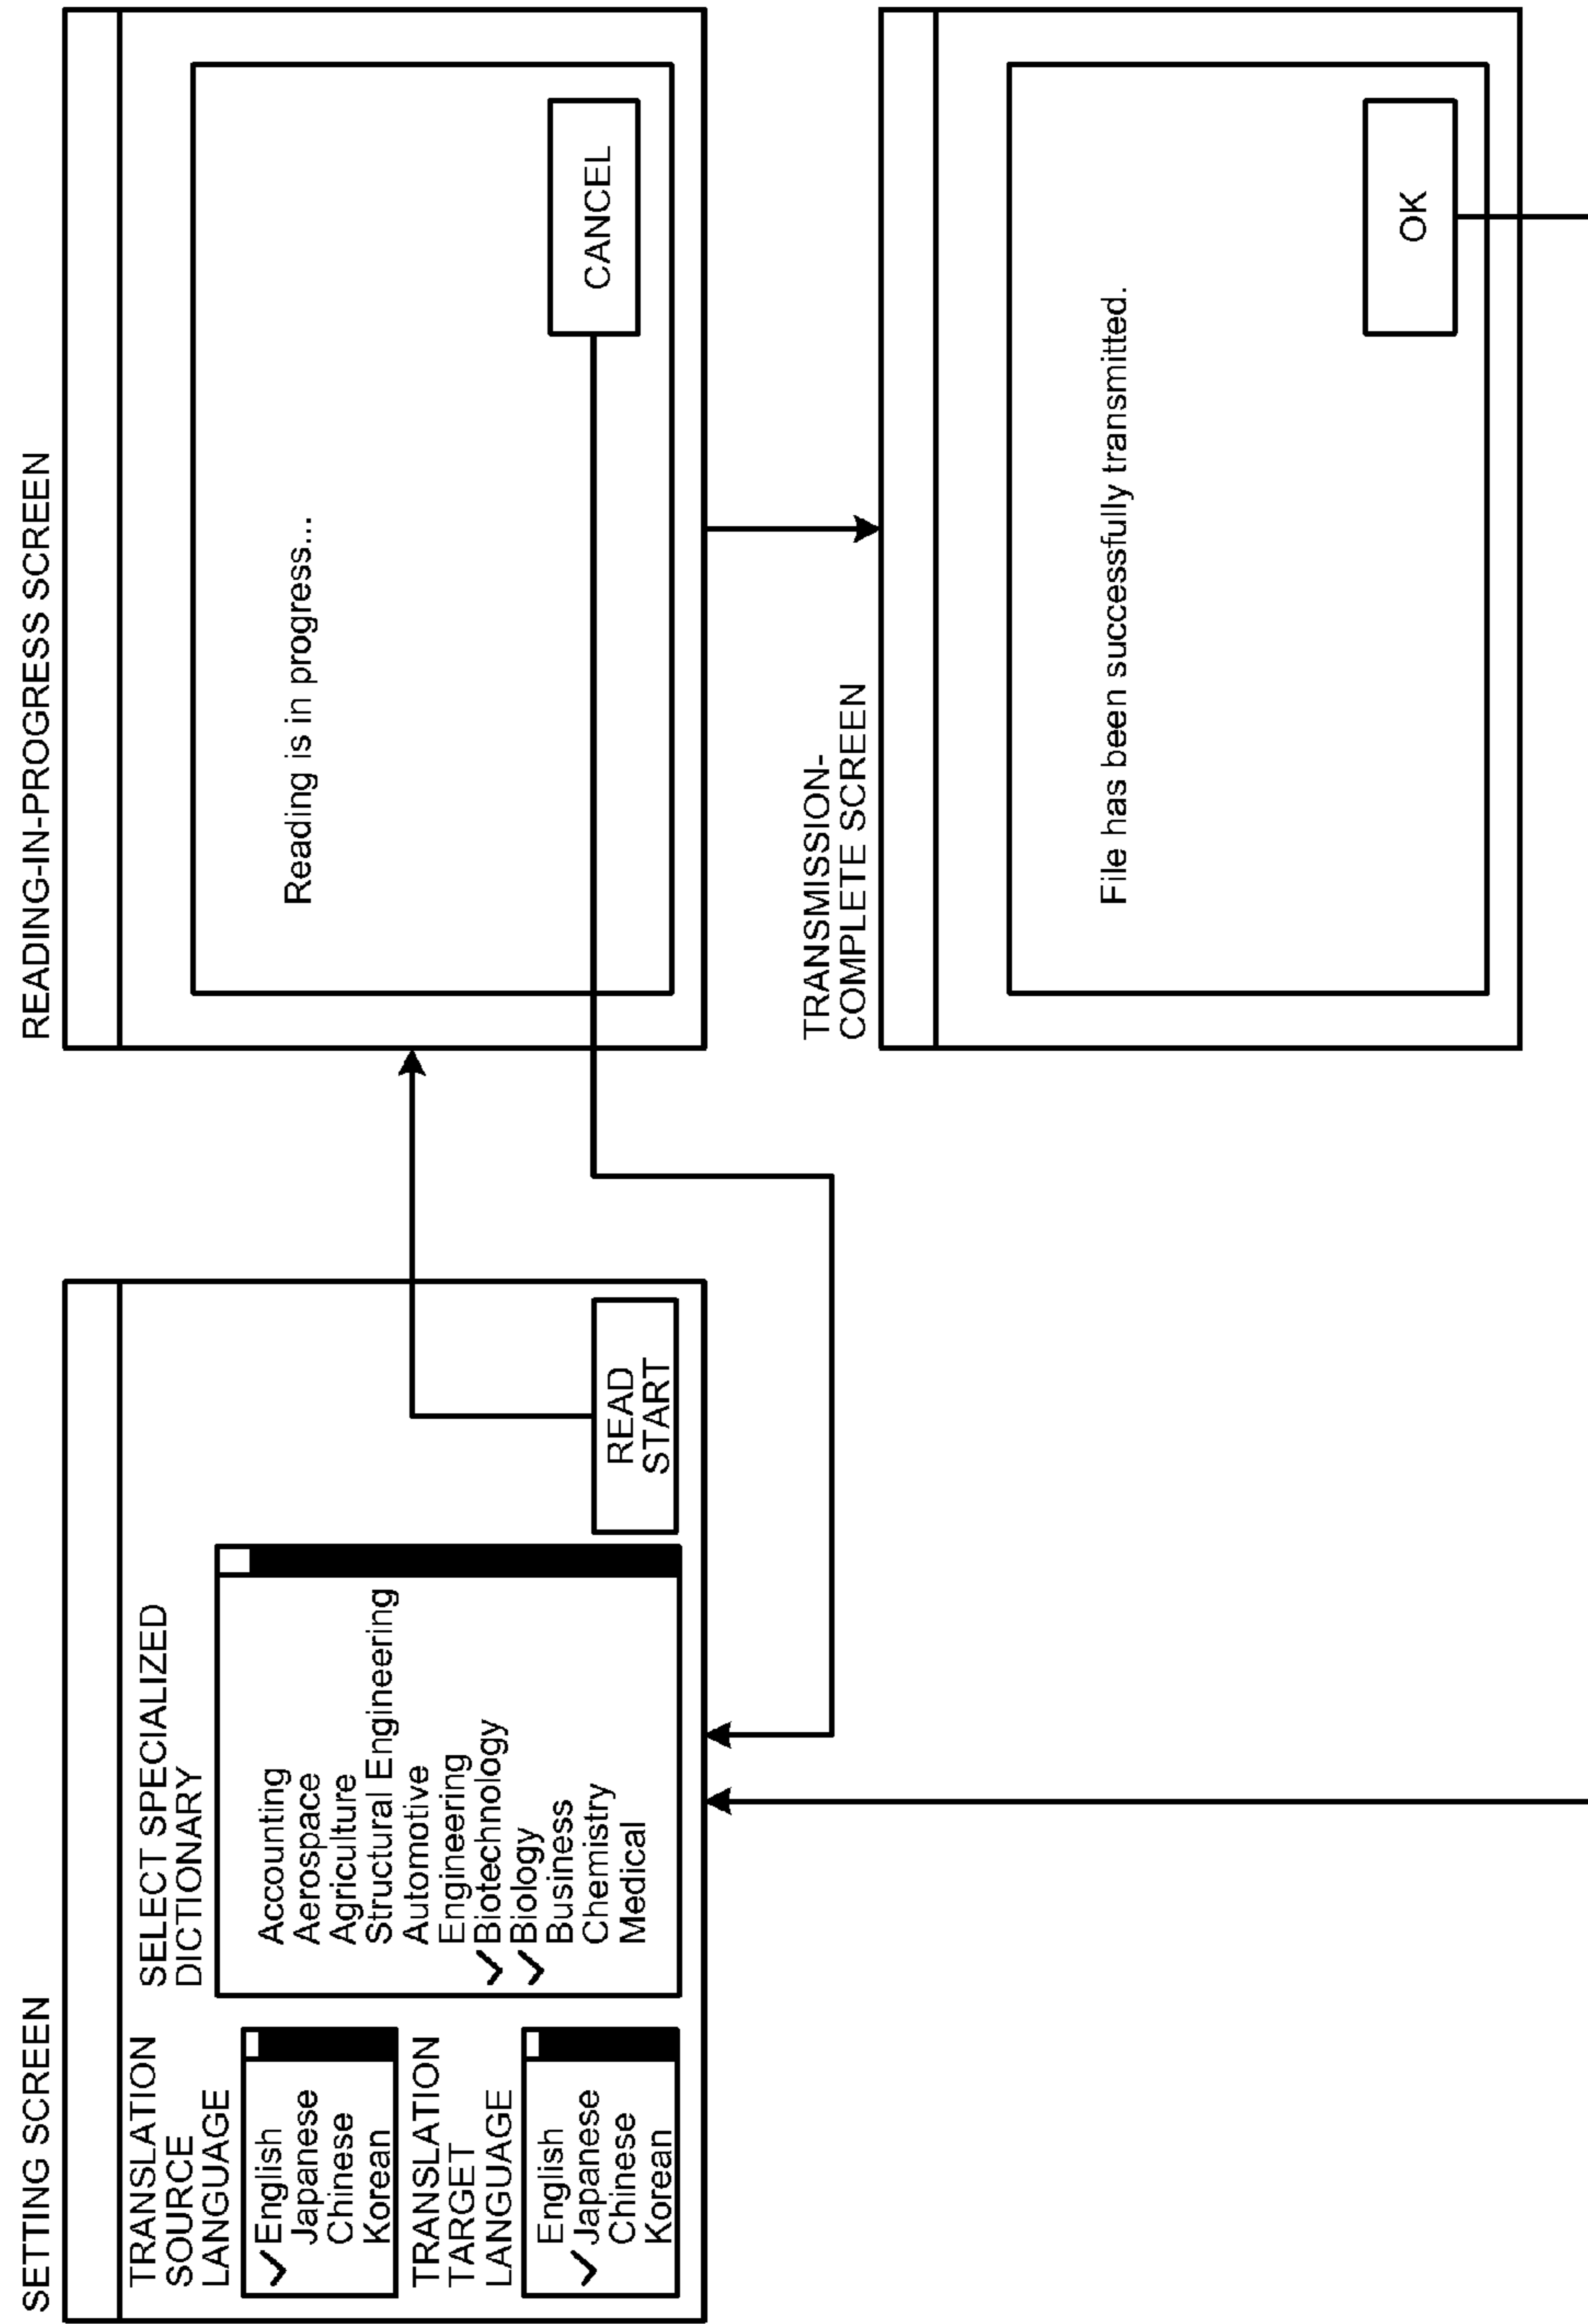 SETTING SCREEN
TRANSLATION
SOURCE
LANGUAGE
English
Japanese
Chinese
Korean
TRANSLATION
TARGET
LANGUAGE
English
Japanese
Chinese
Korean
SELECT SPECIALIZED
DICTIONARY
Accounting
Aerospace
Agriculture
Structural Engineering
Automotive
Engineering
Biotechnology
Biology
Business
Chemistry
Medical
READ
START
READING-IN-PROGRESS SCREEN
Reading is in progress...
CANCEL
TRANSMISSION-
COMPLETE SCREEN
File has been successfully transmitted.
OK